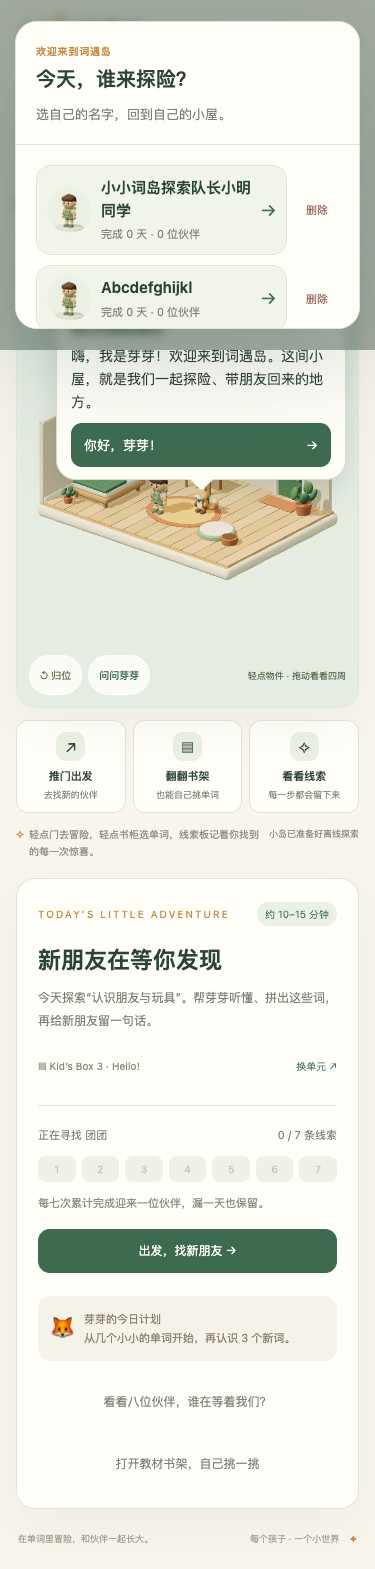 欢迎来到词遇岛
今天，谁来探险？
选自己的名字，回到自己的小屋。
小小词岛探索队长小明
同学
完成 0 天 · 0 位伙伴
→
删除
Abcdefghijkl
完成 0 天 · 0 位伙伴
→
删除
嗨，我是芽芽！欢迎来到词遇岛。这间小
屋，就是我们一起探险、带朋友回来的地
方。
你好，芽芽！ →
归位
问问芽芽
轻点物件 · 拖动看看四周
推门出发
去找新的伙伴
翻翻书架
也能自己挑单词
看看线索
每一步都会留下来
轻点门去冒险，轻点书柜选单词，线索板记着你找到
的每一次惊喜。
小岛已准备好离线探索
TODAY'S LITTLE ADVENTURE
约 10–15 分钟
新朋友在等你发现
今天探索“认识朋友与玩具”。帮芽芽听懂、拼出这些词，
再给新朋友留一句话。
Kid's Box 3 · Hello!
换单元 ↗
正在寻找 团团
0 / 7 条线索
1 2 3 4 5 6 7
每七次累计完成迎来一位伙伴，漏一天也保留。
出发，找新朋友 →
芽芽的今日计划
从几个小小的单词开始，再认识 3 个新词。
看看八位伙伴，谁在等着我们？
打开教材书架，自己挑一挑
在单词里冒险，和伙伴一起长大。
每个孩子 · 一个小世界